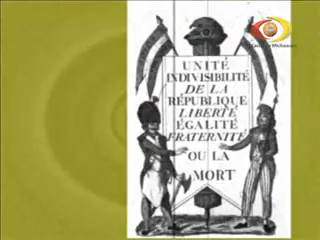 UNITÉ
INDIVISIBILITÉ
DE LA
RÉPUBLIQUE
LIBERTÉ
ÉGALITÉ
FRATERNITÉ
OU LA
MORT